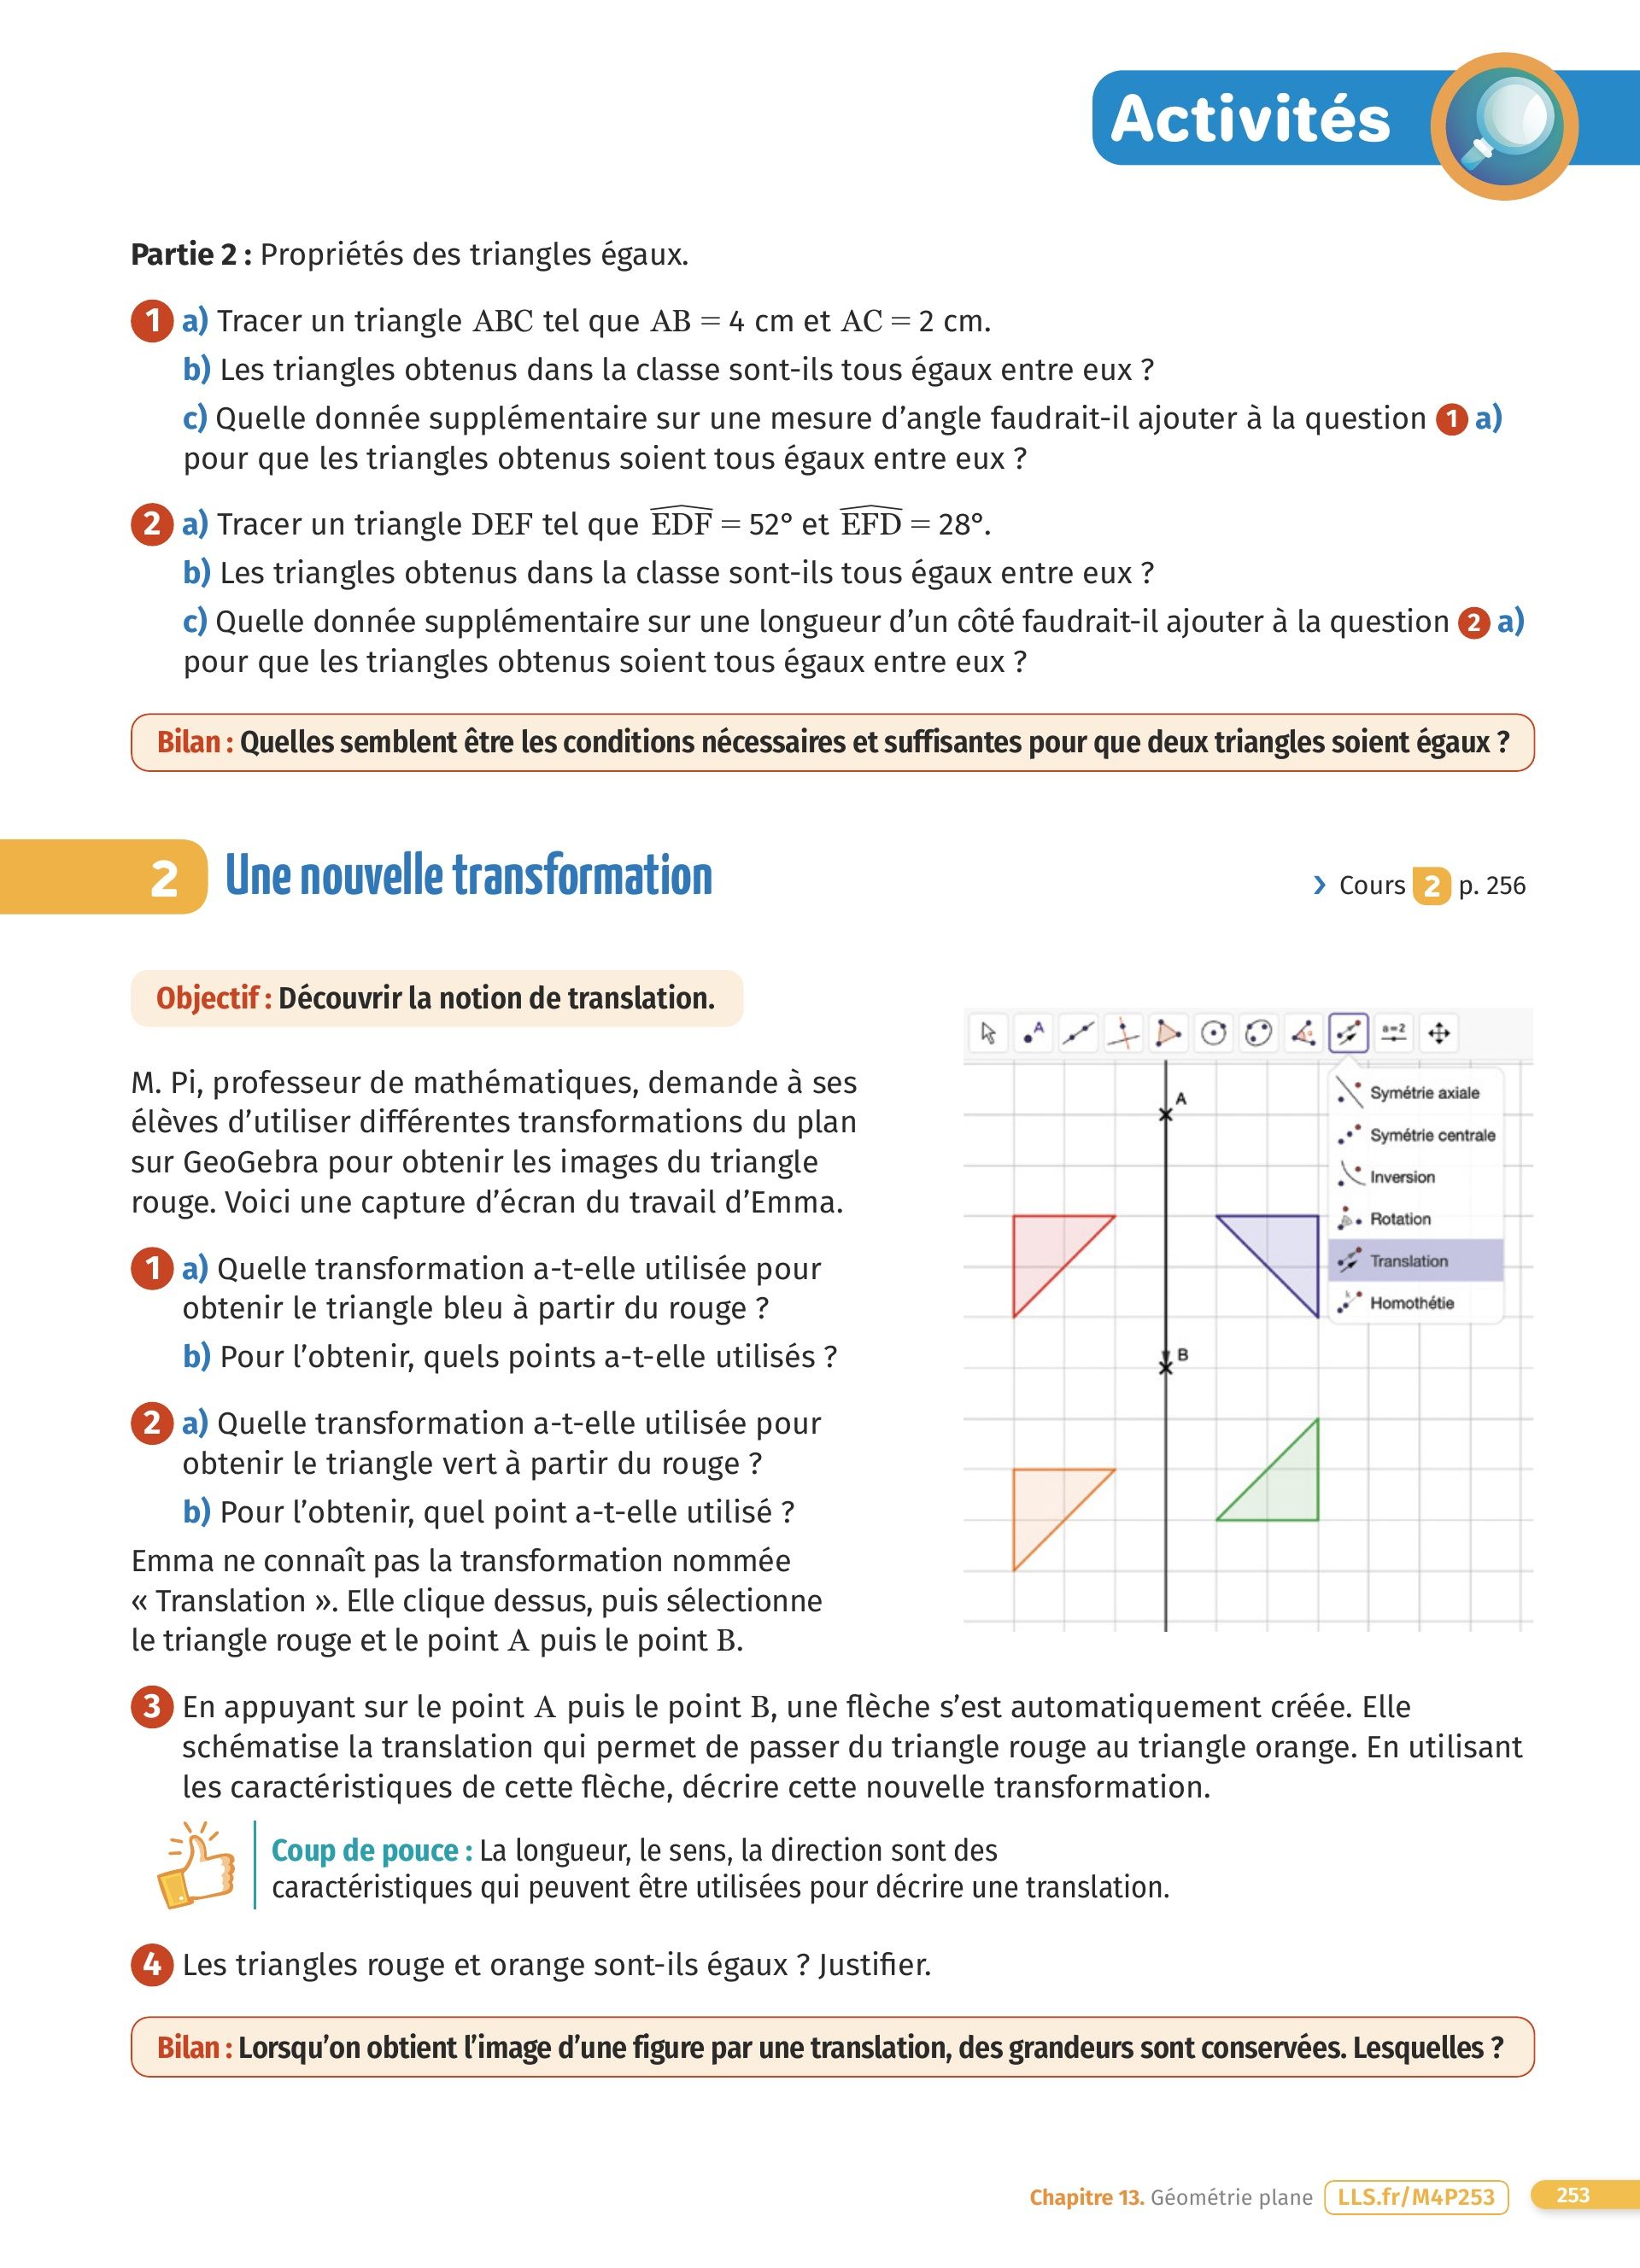 Activités
Partie 2 : Propriétés des triangles égaux.
1 a) Tracer un triangle ABC tel que AB = 4 cm et AC = 2 cm.
b) Les triangles obtenus dans la classe sont-ils tous égaux entre eux ?
c) Quelle donnée supplémentaire sur une mesure d’angle faudrait-il ajouter à la question 1 a)
pour que les triangles obtenus soient tous égaux entre eux ?
2 a) Tracer un triangle DEF tel que \widehat{EDF} = 52° et \widehat{EFD} = 28°.
b) Les triangles obtenus dans la classe sont-ils tous égaux entre eux ?
c) Quelle donnée supplémentaire sur une longueur d’un côté faudrait-il ajouter à la question 2 a)
pour que les triangles obtenus soient tous égaux entre eux ?
Bilan : Quelles semblent être les conditions nécessaires et suffisantes pour que deux triangles soient égaux ?
2 Une nouvelle transformation
› Cours 2 p. 256
Objectif : Découvrir la notion de translation.
M. Pi, professeur de mathématiques, demande à ses
élèves d’utiliser différentes transformations du plan
sur GeoGebra pour obtenir les images du triangle
rouge. Voici une capture d’écran du travail d’Emma.
1 a) Quelle transformation a-t-elle utilisée pour
obtenir le triangle bleu à partir du rouge ?
b) Pour l’obtenir, quels points a-t-elle utilisés ?
2 a) Quelle transformation a-t-elle utilisée pour
obtenir le triangle vert à partir du rouge ?
b) Pour l’obtenir, quel point a-t-elle utilisé ?
Emma ne connaît pas la transformation nommée
« Translation ». Elle clique dessus, puis sélectionne
le triangle rouge et le point A puis le point B.
A
a=2
A
Symétrie axiale
Symétrie centrale
Inversion
Rotation
Translation
Homothétie
B
3 En appuyant sur le point A puis le point B, une flèche s’est automatiquement créée. Elle
schématise la translation qui permet de passer du triangle rouge au triangle orange. En utilisant
les caractéristiques de cette flèche, décrire cette nouvelle transformation.
Coup de pouce : La longueur, le sens, la direction sont des
caractéristiques qui peuvent être utilisées pour décrire une translation.
4 Les triangles rouge et orange sont-ils égaux ? Justifier.
Bilan : Lorsqu’on obtient l’image d’une figure par une translation, des grandeurs sont conservées. Lesquelles ?
Chapitre 13. Géométrie plane LLS.fr/M4P253 253